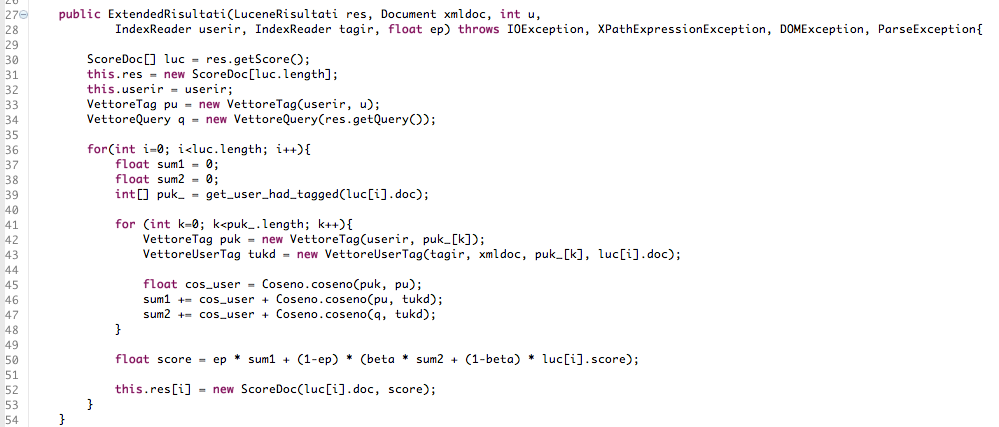 27 public ExtendedRisultati(LuceneRisultati res, Document xmldoc, int u,
28 IndexReader userir, IndexReader tagir, float ep) throws IOException, XPathExpressionException, DOMException, ParseException{
29
30 ScoreDoc[] luc = res.getScore();
31 this.res = new ScoreDoc[luc.length];
32 this.userir = userir;
33 VettoreTag pu = new VettoreTag(userir, u);
34 VettoreQuery q = new VettoreQuery(res.getQuery());
35
36 for(int i=0; i<luc.length; i++){
37 float sum1 = 0;
38 float sum2 = 0;
39 int[] puk_ = get_user_had_tagged(luc[i].doc);
40
41 for (int k=0; k<puk_.length; k++){
42 VettoreTag puk = new VettoreTag(userir, puk_[k]);
43 VettoreUserTag tukd = new VettoreUserTag(tagir, xmldoc, puk_[k], luc[i].doc);
44
45 float cos_user = Coseno.coseno(puk, pu);
46 sum1 += cos_user + Coseno.coseno(pu, tukd);
47 sum2 += cos_user + Coseno.coseno(q, tukd);
48 }
49
50 float score = ep * sum1 + (1-ep) * (beta * sum2 + (1-beta) * luc[i].score);
51
52 this.res[i] = new ScoreDoc(luc[i].doc, score);
53 }
54 }